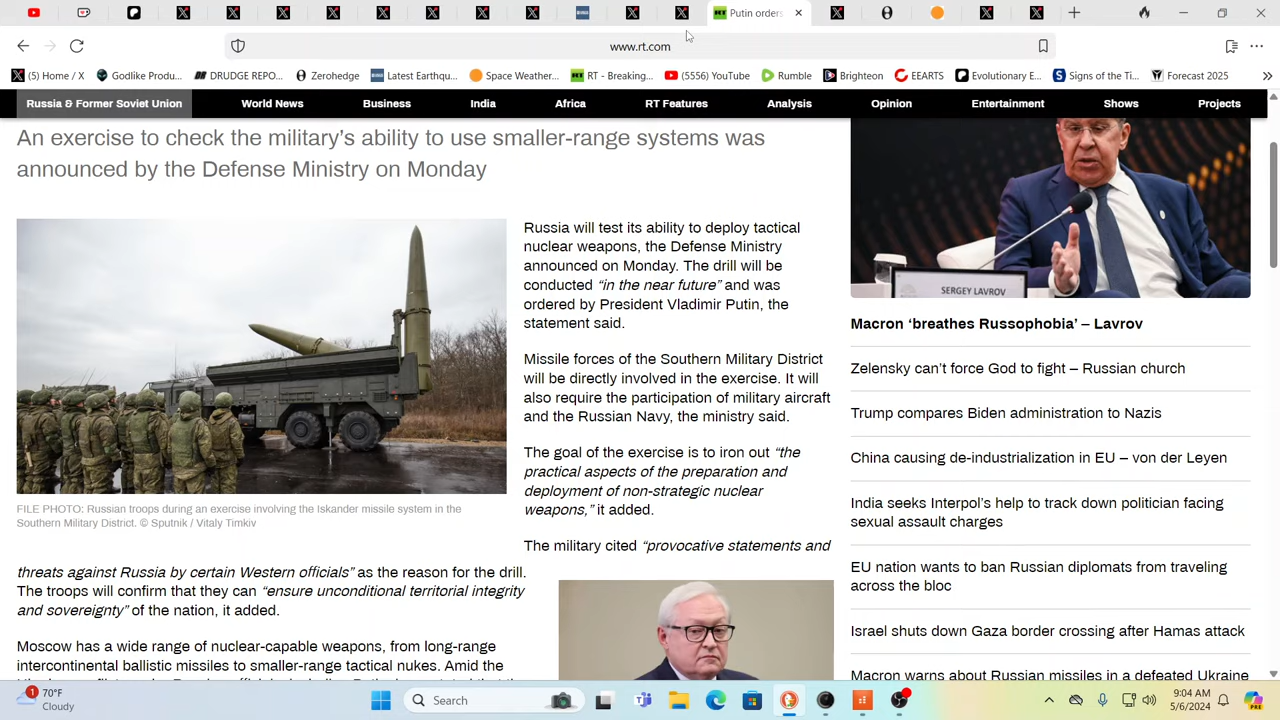 Putin orders
www.rt.com
(5) Home / X
Godlike Produ...
DRUDGE REPO...
Zerohedge
Latest Earthqu...
Space Weather...
RT - Breaking...
(5556) YouTube
Rumble
Brighteon
EEARTS
Evolutionary E...
Signs of the Ti...
Forecast 2025
Russia & Former Soviet Union
World News
Business
India
Africa
RT Features
Analysis
Opinion
Entertainment
Shows
Projects
An exercise to check the military’s ability to use smaller-range systems was
announced by the Defense Ministry on Monday
FILE PHOTO: Russian troops during an exercise involving the Iskander missile system in the
Southern Military District. © Sputnik / Vitaly Timkiv
Russia will test its ability to deploy tactical
nuclear weapons, the Defense Ministry
announced on Monday. The drill will be
conducted “in the near future” and was
ordered by President Vladimir Putin, the
statement said.
Missile forces of the Southern Military District
will be directly involved in the exercise. It will
also require the participation of military aircraft
and the Russian Navy, the ministry said.
The goal of the exercise is to iron out “the
practical aspects of the preparation and
deployment of non-strategic nuclear
weapons,” it added.
The military cited “provocative statements and
threats against Russia by certain Western officials” as the reason for the drill.
The troops will confirm that they can “ensure unconditional territorial integrity
and sovereignty” of the nation, it added.
Moscow has a wide range of nuclear-capable weapons, from long-range
intercontinental ballistic missiles to smaller-range tactical nukes. Amid the
SERGEY LAVROV
Macron ‘breathes Russophobia’ – Lavrov
Zelensky can’t force God to fight – Russian church
Trump compares Biden administration to Nazis
China causing de-industrialization in EU – von der Leyen
India seeks Interpol’s help to track down politician facing
sexual assault charges
EU nation wants to ban Russian diplomats from traveling
across the bloc
Israel shuts down Gaza border crossing after Hamas attack
Macron warns about Russian missiles in a defeated Ukraine
1
70°F
Cloudy
Search
9:04 AM
5/6/2024
PRE